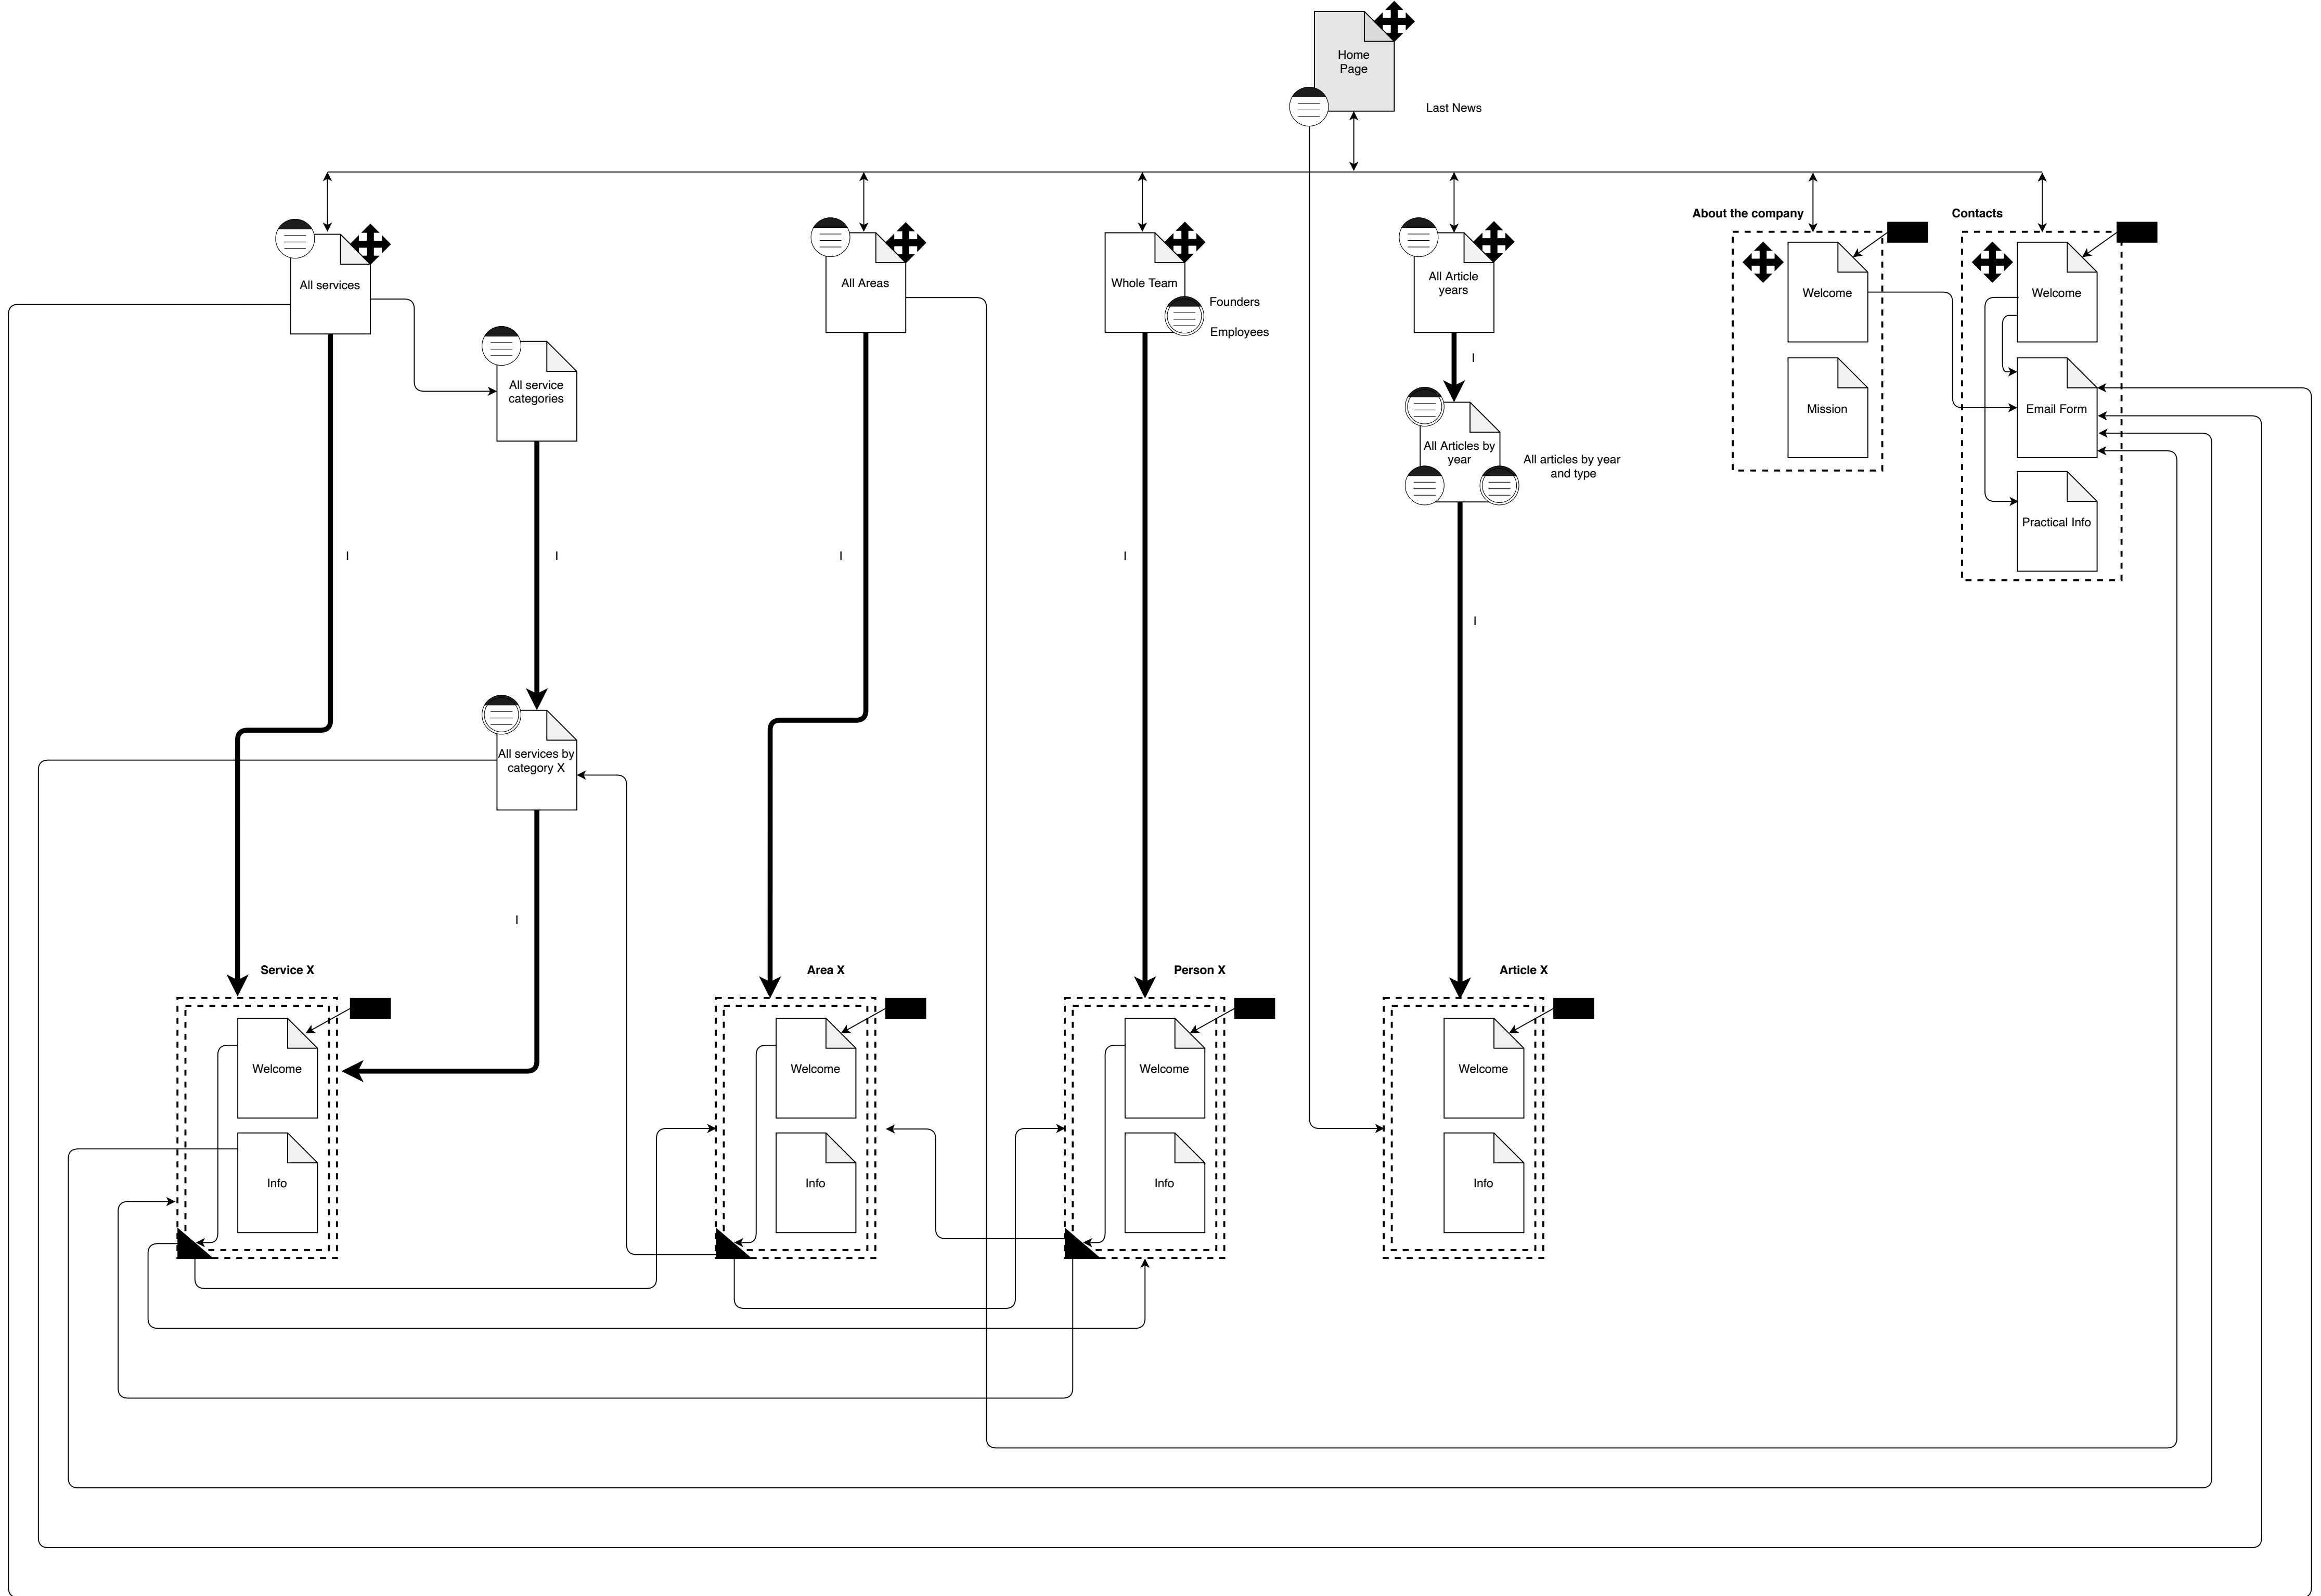 Home
Page
Last News
About the company
Contacts
All services
All Areas
Whole Team
Founders
Employees
All Article
years
Welcome
Welcome
I
All service
categories
Mission
Email Form
All Articles by
year
All articles by year
and type
Practical Info
I
I
I
I
I
All services by
category X
I
Service X
Area X
Person X
Article X
Welcome
Welcome
Welcome
Welcome
Info
Info
Info
Info